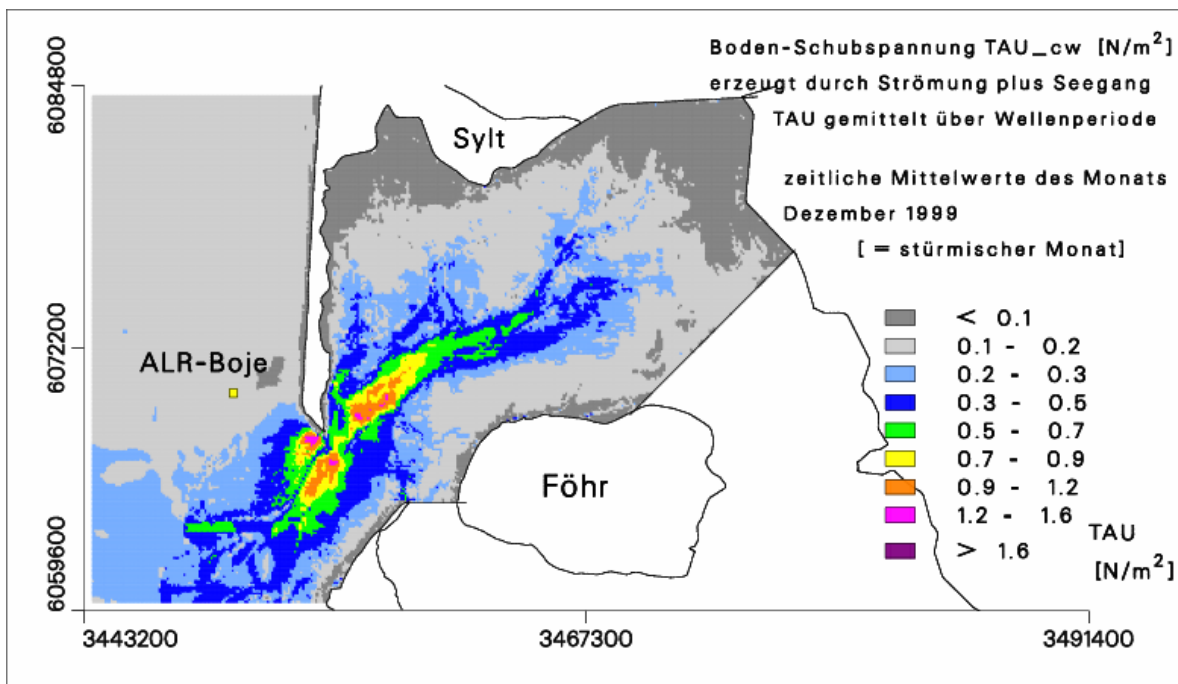 Boden-Schubspannung TAU_cw [N/m²]
erzeugt durch Strömung plus Seegang
TAU gemittelt über Wellenperiode
zeitliche Mittelwerte des Monats
Dezember 1999
[ = stürmischer Monat]
Sylt
ALR-Boje
Föhr
< 0.1
0.1 - 0.2
0.2 - 0.3
0.3 - 0.5
0.5 - 0.7
0.7 - 0.9
0.9 - 1.2
1.2 - 1.6
> 1.6
TAU
[N/m²]
6084800
6072200
6059600
3443200
3467300
3491400